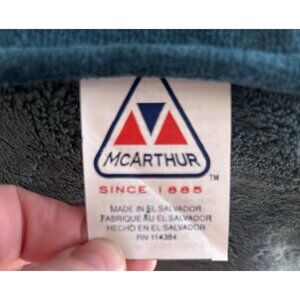 McARTHUR
TM
SINCE 1885
MADE IN EL SALVADOR
FABRIQUE AU EL SALVADOR
HECHO EN EL SALVADOR
RN 114384